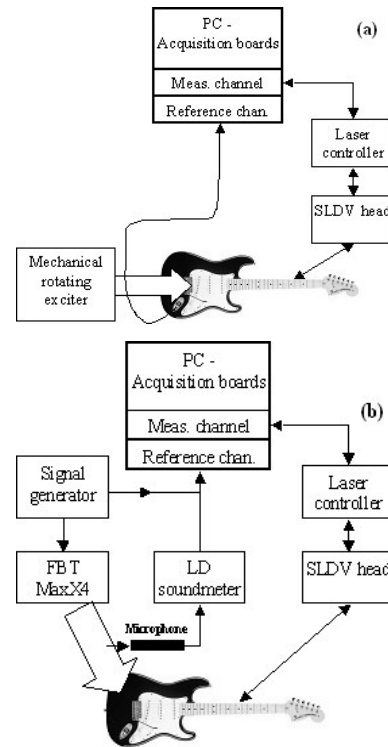 (a)
PC -
Acquisition boards
Meas. channel
Reference chan.
Laser
controller
SLDV head
Mechanical
rotating
exciter
(b)
PC -
Acquisition boards
Meas. channel
Reference chan.
Signal
generator
Laser
controller
FBT
MaxX4
LD
soundmeter
SLDV head
Microphone